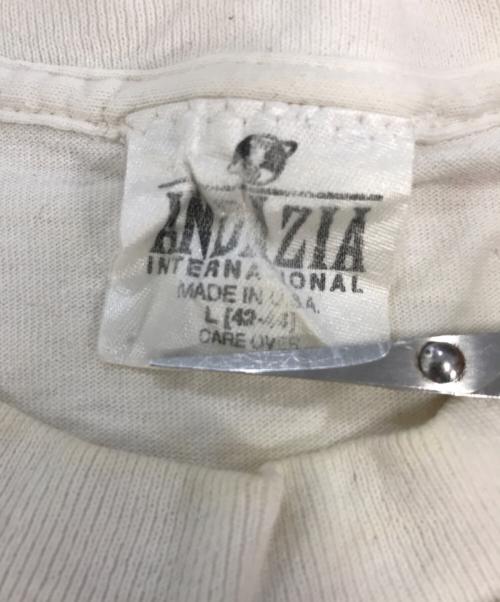 ANDAZIA
INTERNATIONAL
MADE IN U.S.A.
L [42-44]
CARE OVER